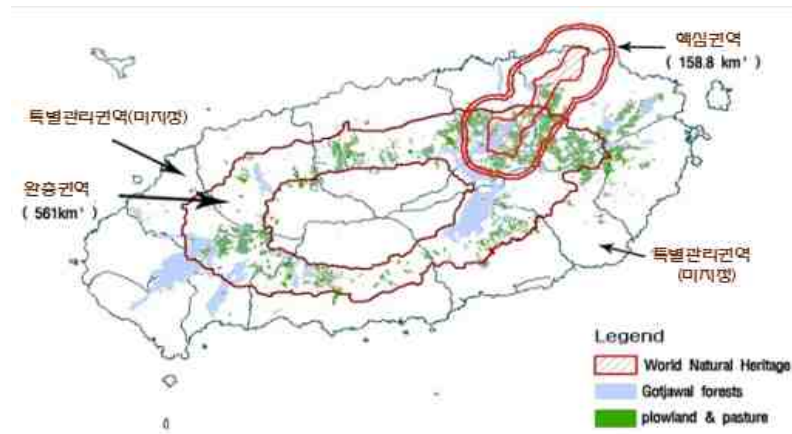 핵심권역
( 158.8 km² )
특별관리권역(미지정)
완충권역
( 561km² )
특별관리권역
(미지정)
Legend
World Natural Heritage
Gotjawal forests
plowland & pasture